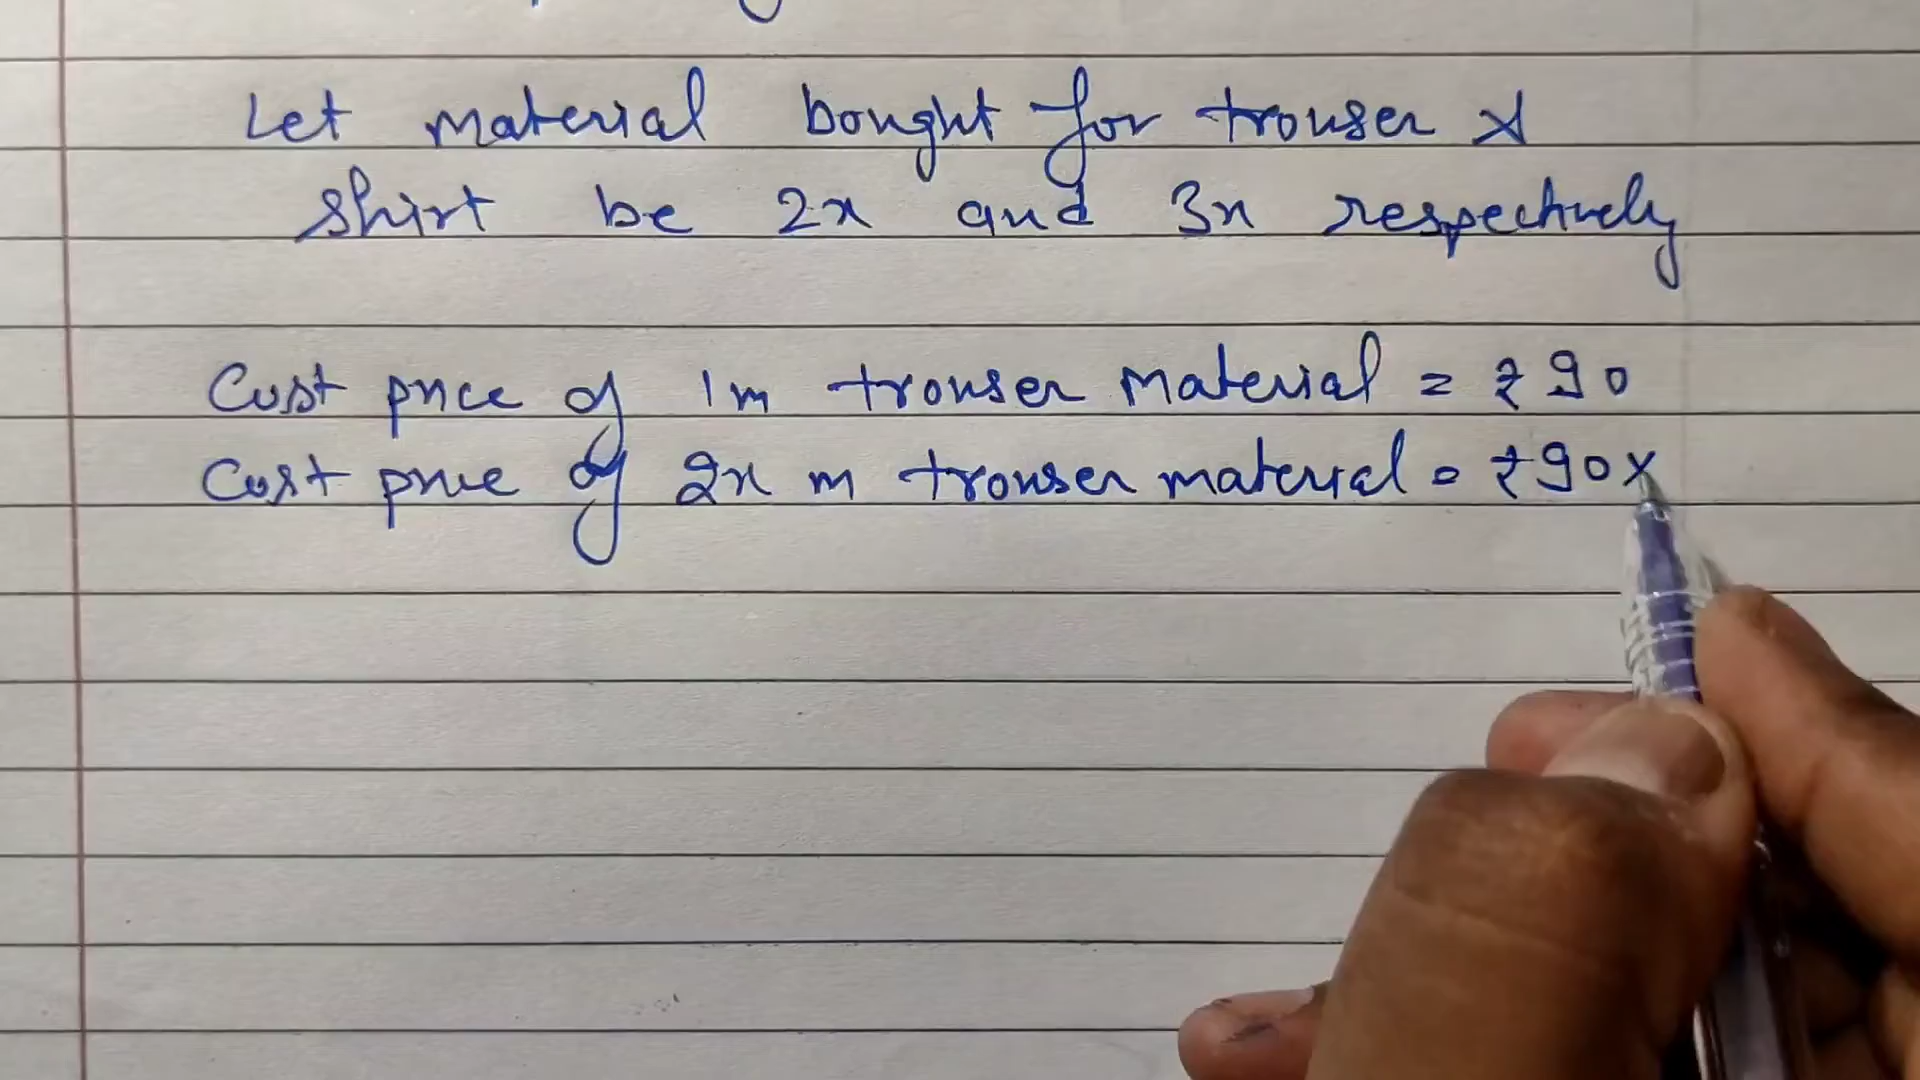 Let material bought for trouser &
shirt be 2x and 3x respectively
Cost price of 1m trouser material = ₹90
Cost price of 2x m trouser material = ₹90×